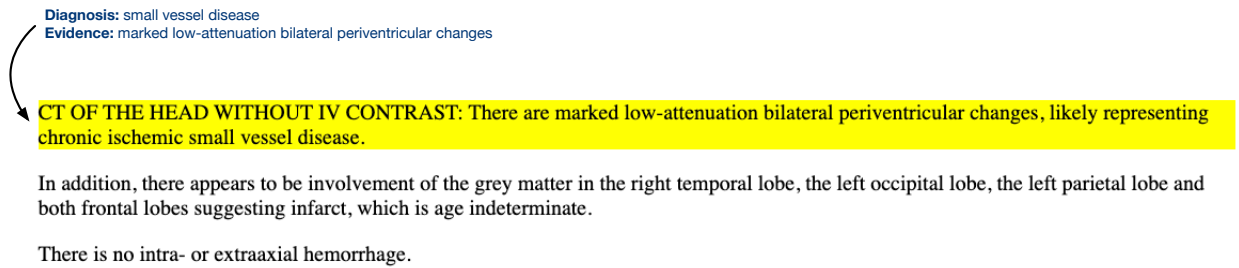 Diagnosis: small vessel disease
Evidence: marked low-attenuation bilateral periventricular changes
CT OF THE HEAD WITHOUT IV CONTRAST: There are marked low-attenuation bilateral periventricular changes, likely representing
chronic ischemic small vessel disease.
In addition, there appears to be involvement of the grey matter in the right temporal lobe, the left occipital lobe, the left parietal lobe and
both frontal lobes suggesting infarct, which is age indeterminate.
There is no intra- or extraaxial hemorrhage.